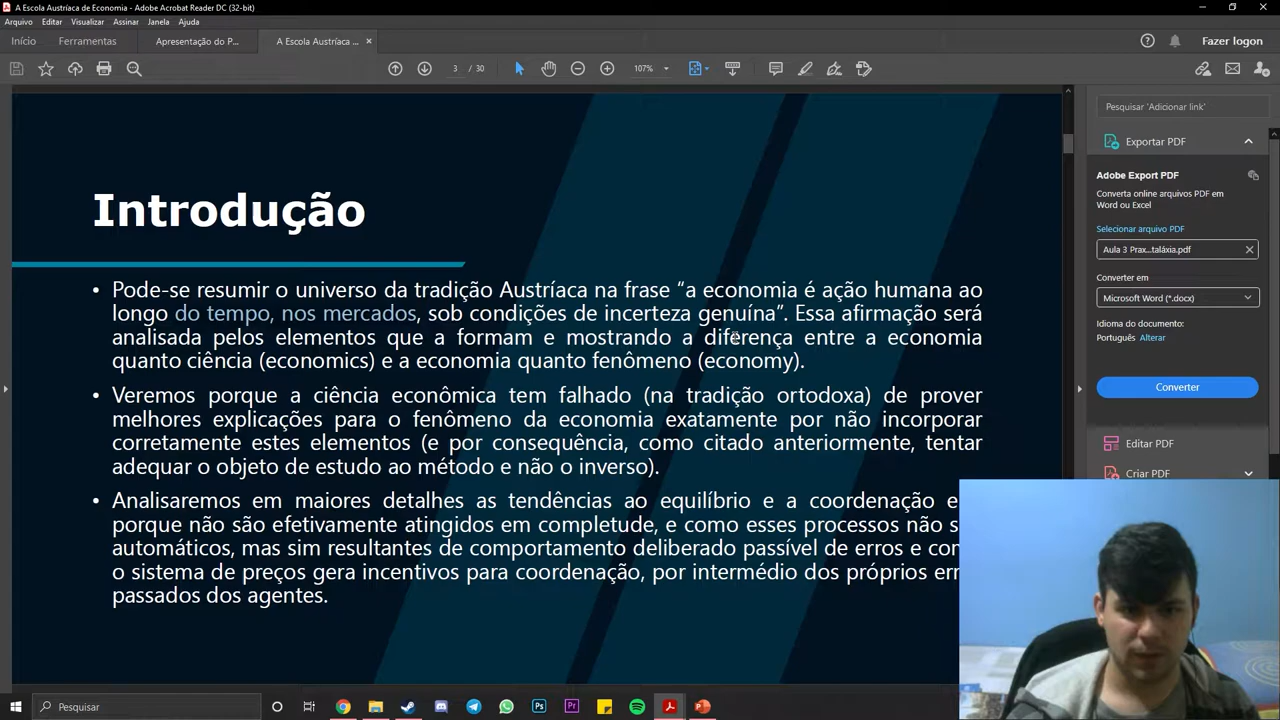 A Escola Austríaca de Economia - Adobe Acrobat Reader DC (32-bit)
Arquivo Editar Visualizar Assinar Janela Ajuda
Início Ferramentas Apresentação do P... A Escola Austríaca ... × Fazer logon
3 / 30 107%
Pesquisar 'Adicionar link'
Exportar PDF
Adobe Export PDF
Converta online arquivos PDF em
Word ou Excel
Selecionar arquivo PDF
Aula 3 Prax...taláxia.pdf
Converter em
Microsoft Word (*.docx)
Idioma do documento:
Português Alterar
Converter
Editar PDF
Criar PDF
Introdução
• Pode-se resumir o universo da tradição Austríaca na frase “a economia é ação humana ao
longo do tempo, nos mercados, sob condições de incerteza genuína”. Essa afirmação será
analisada pelos elementos que a formam e mostrando a diferença entre a economia
quanto ciência (economics) e a economia quanto fenômeno (economy).
• Veremos porque a ciência econômica tem falhado (na tradição ortodoxa) de prover
melhores explicações para o fenômeno da economia exatamente por não incorporar
corretamente estes elementos (e por consequência, como citado anteriormente, tentar
adequar o objeto de estudo ao método e não o inverso).
• Analisaremos em maiores detalhes as tendências ao equilíbrio e a coordenação e
porque não são efetivamente atingidos em completude, e como esses processos não
automáticos, mas sim resultantes de comportamento deliberado passível de erros e
o sistema de preços gera incentivos para coordenação, por intermédio dos próprios
passados dos agentes.
Pesquisar